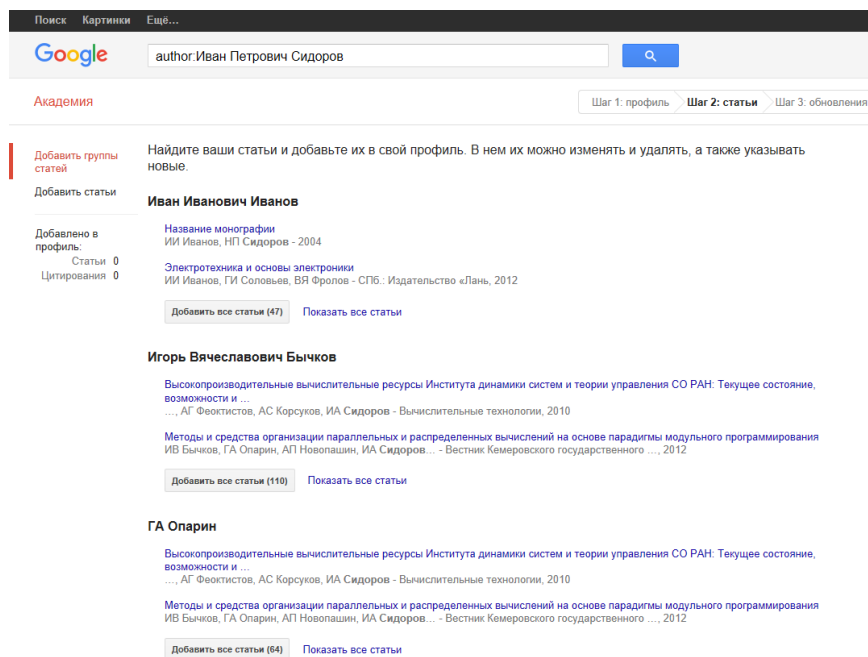 Поиск Картинки Ещё...
Google
author:Иван Петрович Сидоров
Академия
Шаг 1: профиль Шаг 2: статьи Шаг 3: обновления
Добавить группы статей
Добавить статьи
Добавлено в профиль:
Статьи 0
Цитирования 0
Найдите ваши статьи и добавьте их в свой профиль. В нем их можно изменять и удалять, а также указывать
новые.
Иван Иванович Иванов
Название монографии
ИИ Иванов, НП Сидоров - 2004
Электротехника и основы электроники
ИИ Иванов, ГИ Соловьев, ВЯ Фролов - СПб.: Издательство «Лань, 2012
Добавить все статьи (47) Показать все статьи
Игорь Вячеславович Бычков
Высокопроизводительные вычислительные ресурсы Института динамики систем и теории управления СО РАН: Текущее состояние,
возможности и ...
..., АГ Феоктистов, АС Корсуков, ИА Сидоров - Вычислительные технологии, 2010
Методы и средства организации параллельных и распределенных вычислений на основе парадигмы модульного программирования
ИВ Бычков, ГА Опарин, АП Новопашин, ИА Сидоров... - Вестник Кемеровского государственного ..., 2012
Добавить все статьи (110) Показать все статьи
ГА Опарин
Высокопроизводительные вычислительные ресурсы Института динамики систем и теории управления СО РАН: Текущее состояние,
возможности и ...
..., АГ Феоктистов, АС Корсуков, ИА Сидоров - Вычислительные технологии, 2010
Методы и средства организации параллельных и распределенных вычислений на основе парадигмы модульного программирования
ИВ Бычков, ГА Опарин, АП Новопашин, ИА Сидоров... - Вестник Кемеровского государственного ..., 2012
Добавить все статьи (64) Показать все статьи